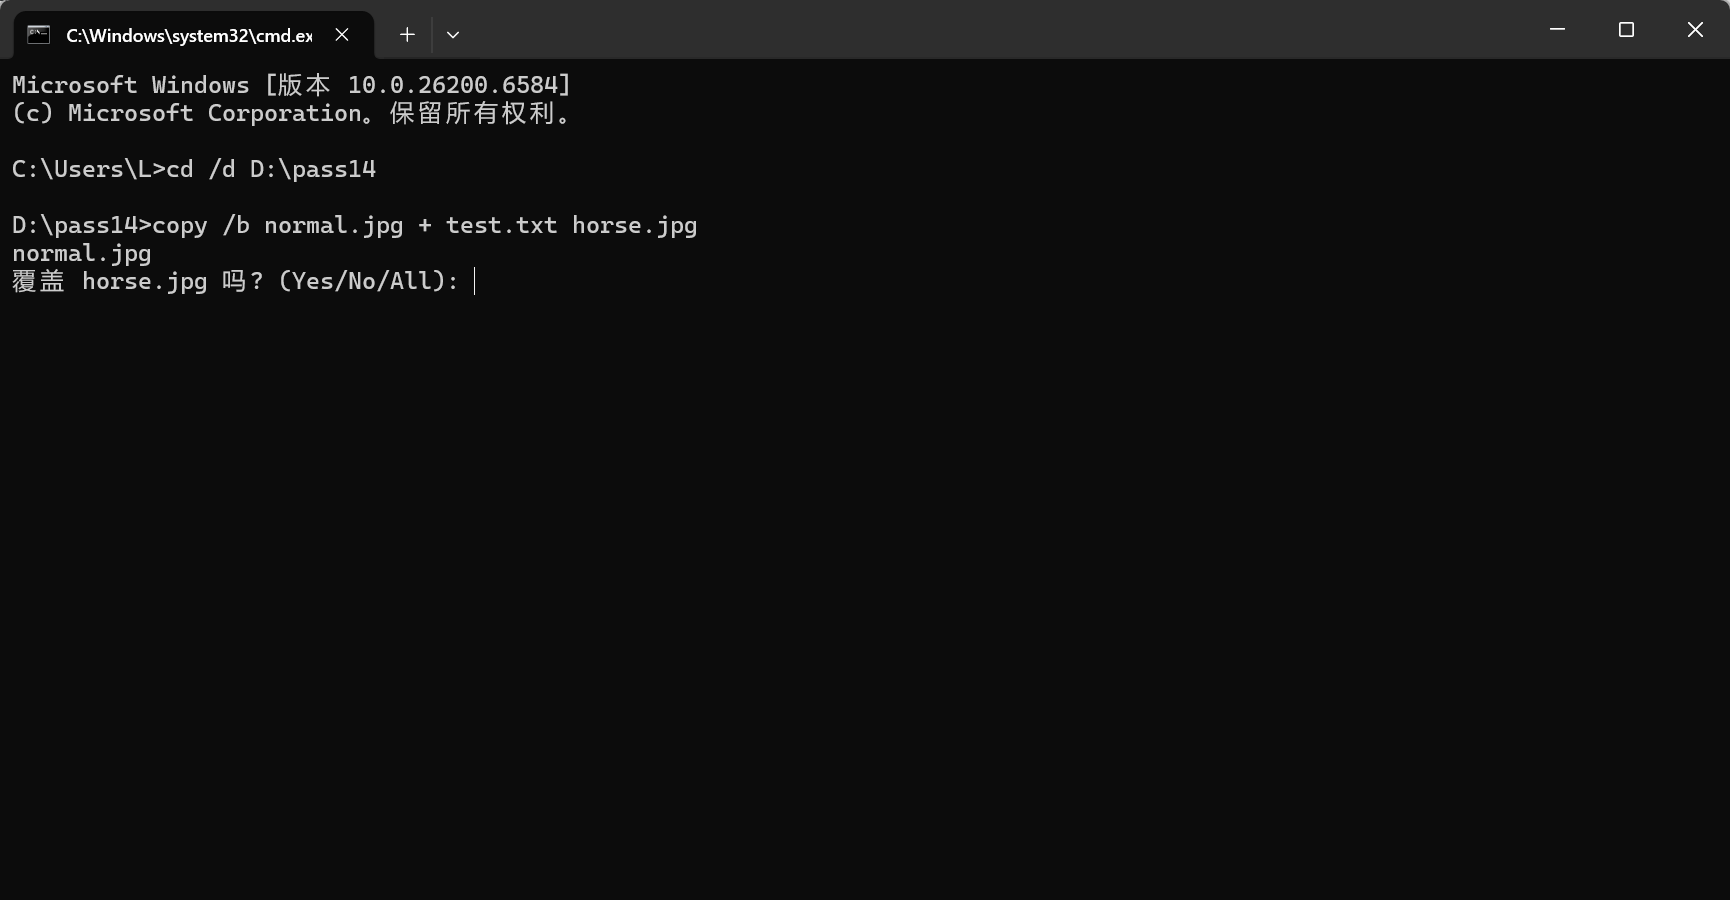 C:\Windows\system32\cmd.ex
Microsoft Windows [版本 10.0.26200.6584]
(c) Microsoft Corporation。保留所有权利。
C:\Users\L>cd /d D:\pass14
D:\pass14>copy /b normal.jpg + test.txt horse.jpg
normal.jpg
覆盖 horse.jpg 吗? (Yes/No/All):